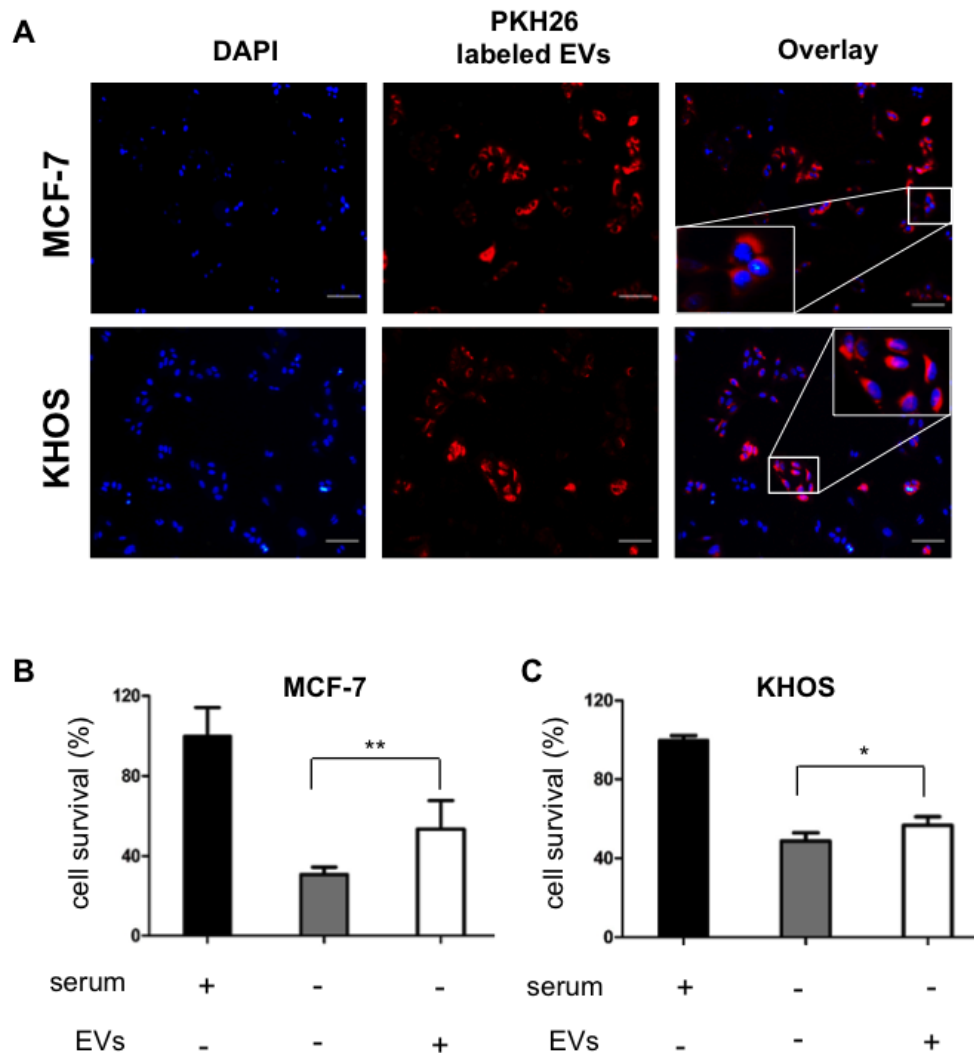 A
DAPI
PKH26
labeled EVs
Overlay
MCF-7
KHOS
B
MCF-7
cell survival (%)
120
80
40
0
**
serum + - -
EVs - - +
C
KHOS
cell survival (%)
120
80
40
0
*
serum + - -
EVs - - +